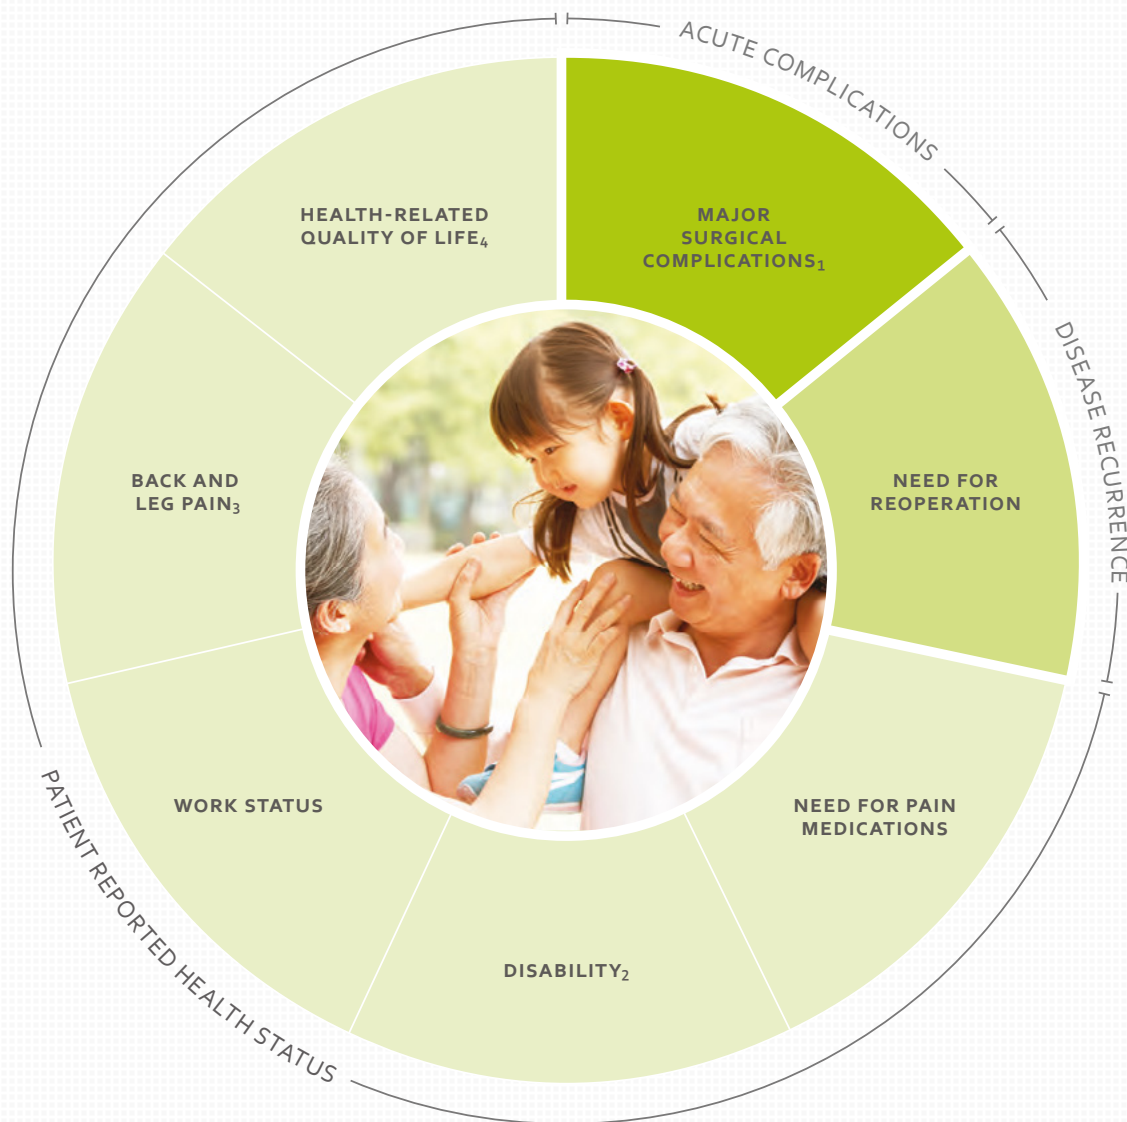 ACUTE COMPLICATIONS
MAJOR
SURGICAL
COMPLICATIONS1
DISEASE RECURRENCE
NEED FOR
REOPERATION
NEED FOR PAIN
MEDICATIONS
DISABILITY2
PATIENT REPORTED HEALTH STATUS
WORK STATUS
BACK AND
LEG PAIN3
HEALTH-RELATED
QUALITY OF LIFE4